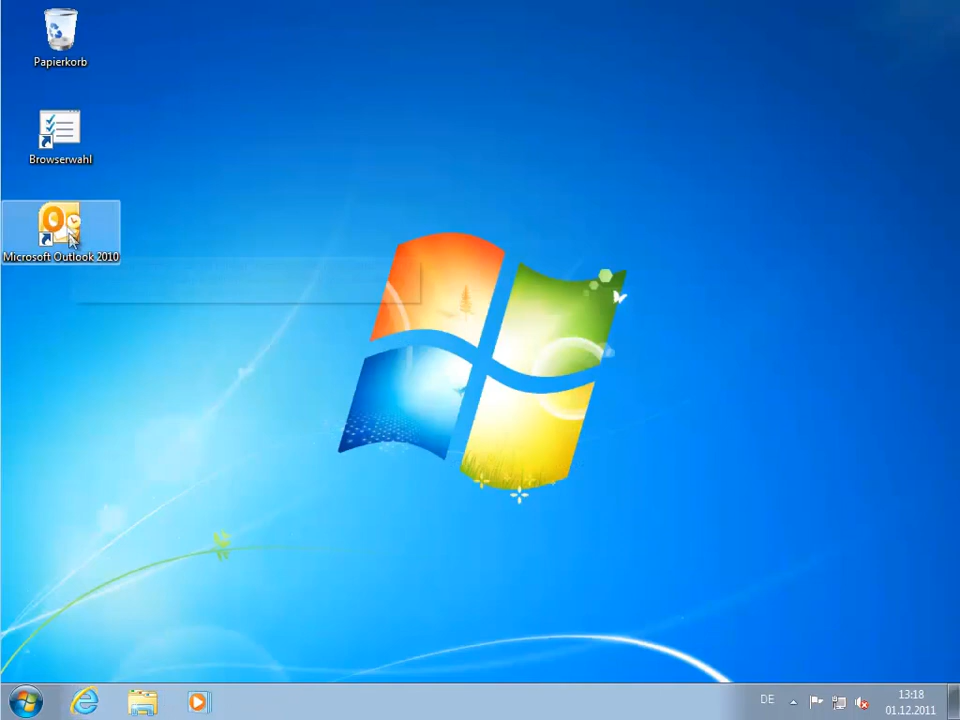 Papierkorb
Browserwahl
Microsoft Outlook 2010
DE
13:18
01.12.2011